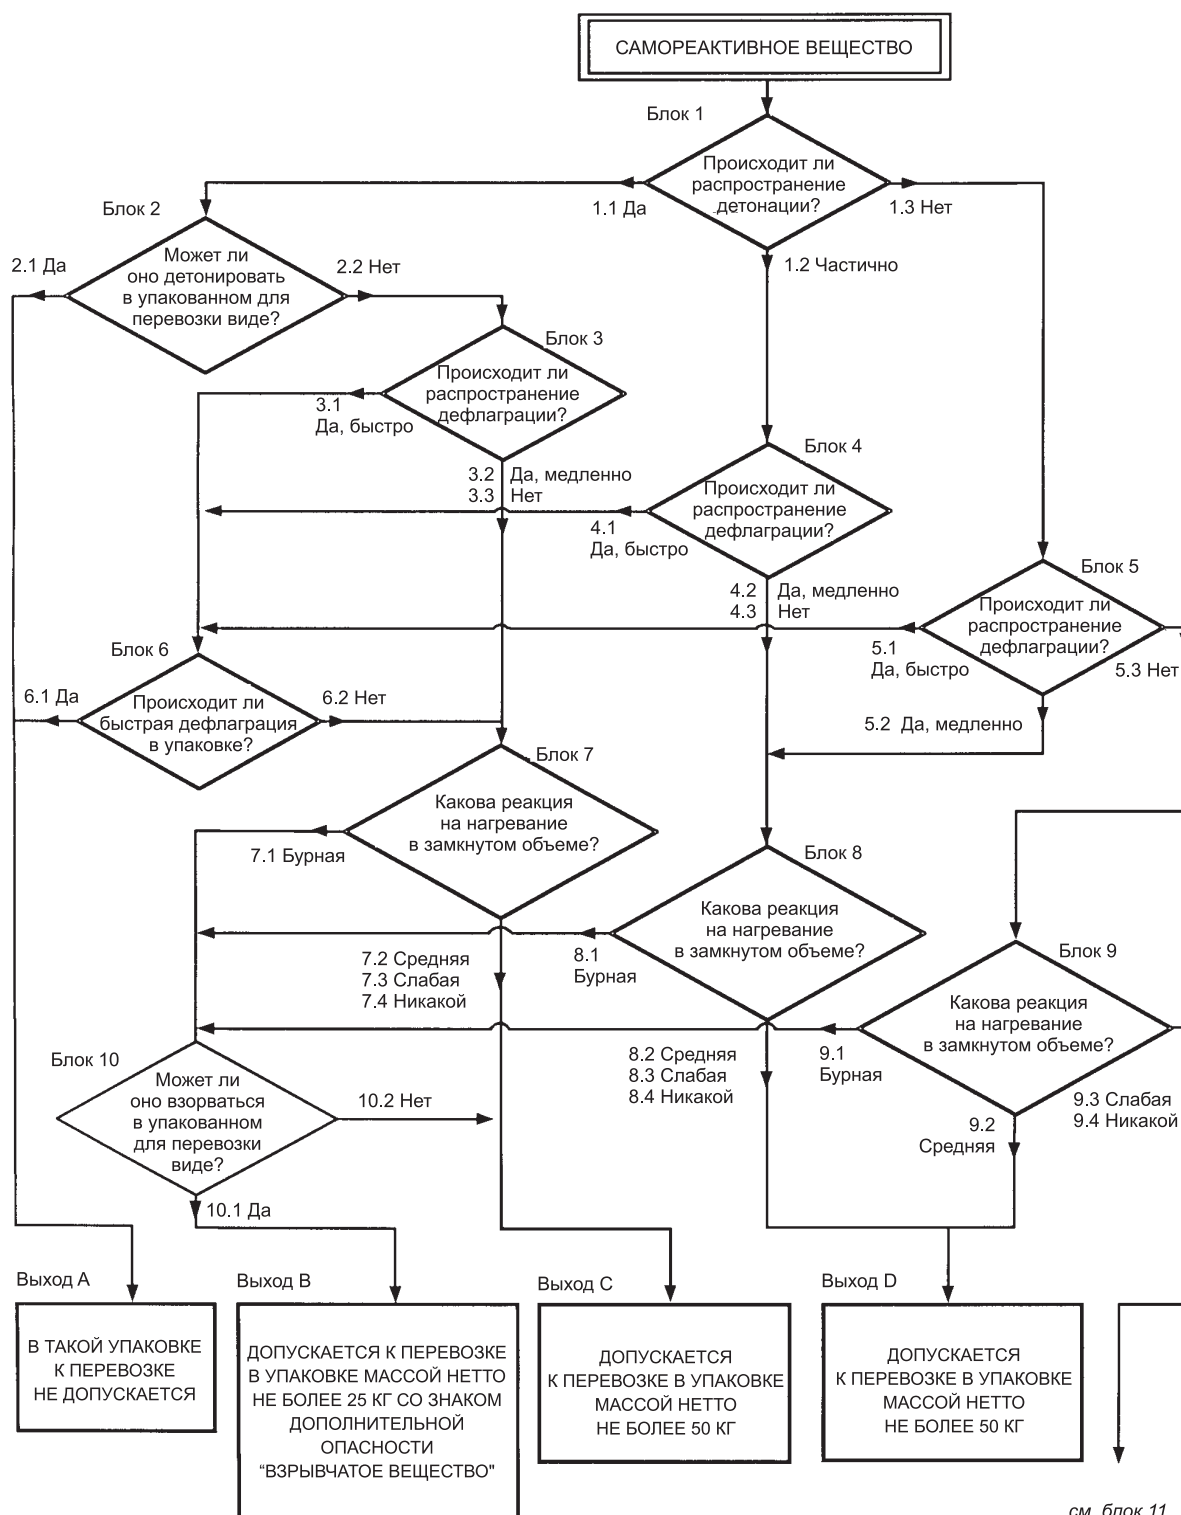 САМОРЕАКТИВНОЕ ВЕЩЕСТВО
Блок 1
Происходит ли
распространение
детонации?
1.1 Да
1.3 Нет
1.2 Частично
Блок 2
Может ли
оно детонировать
в упакованном для
перевозки виде?
2.1 Да
2.2 Нет
Блок 3
Происходит ли
распространение
дефлаграции?
3.1
Да, быстро
3.2 Да, медленно
3.3 Нет
Блок 4
Происходит ли
распространение
дефлаграции?
4.1
Да, быстро
4.2 Да, медленно
4.3 Нет
Блок 5
Происходит ли
распространение
дефлаграции?
5.1
Да, быстро
5.3 Нет
5.2 Да, медленно
Блок 6
Происходит ли
быстрая дефлаграция
в упаковке?
6.1 Да
6.2 Нет
Блок 7
Какова реакция
на нагревание
в замкнутом объеме?
7.1 Бурная
7.2 Средняя
7.3 Слабая
7.4 Никакой
Блок 8
Какова реакция
на нагревание
в замкнутом объеме?
8.1
Бурная
8.2 Средняя
8.3 Слабая
8.4 Никакой
Блок 9
Какова реакция
на нагревание
в замкнутом объеме?
9.1
Бурная
9.2
Средняя
9.3 Слабая
9.4 Никакой
Блок 10
Может ли
оно взорваться
в упакованном
для перевозки
виде?
10.2 Нет
10.1 Да
Выход A
В ТАКОЙ УПАКОВКЕ
К ПЕРЕВОЗКЕ
НЕ ДОПУСКАЕТСЯ
Выход B
ДОПУСКАЕТСЯ К ПЕРЕВОЗКЕ
В УПАКОВКЕ МАССОЙ НЕТТО
НЕ БОЛЕЕ 25 КГ СО ЗНАКОМ
ДОПОЛНИТЕЛЬНОЙ
ОПАСНОСТИ
“ВЗРЫВЧАТОЕ ВЕЩЕСТВО"
Выход C
ДОПУСКАЕТСЯ
К ПЕРЕВОЗКЕ В УПАКОВКЕ
МАССОЙ НЕТТО
НЕ БОЛЕЕ 50 КГ
Выход D
ДОПУСКАЕТСЯ
К ПЕРЕВОЗКЕ В УПАКОВКЕ
МАССОЙ НЕТТО
НЕ БОЛЕЕ 50 КГ
см. блок 11